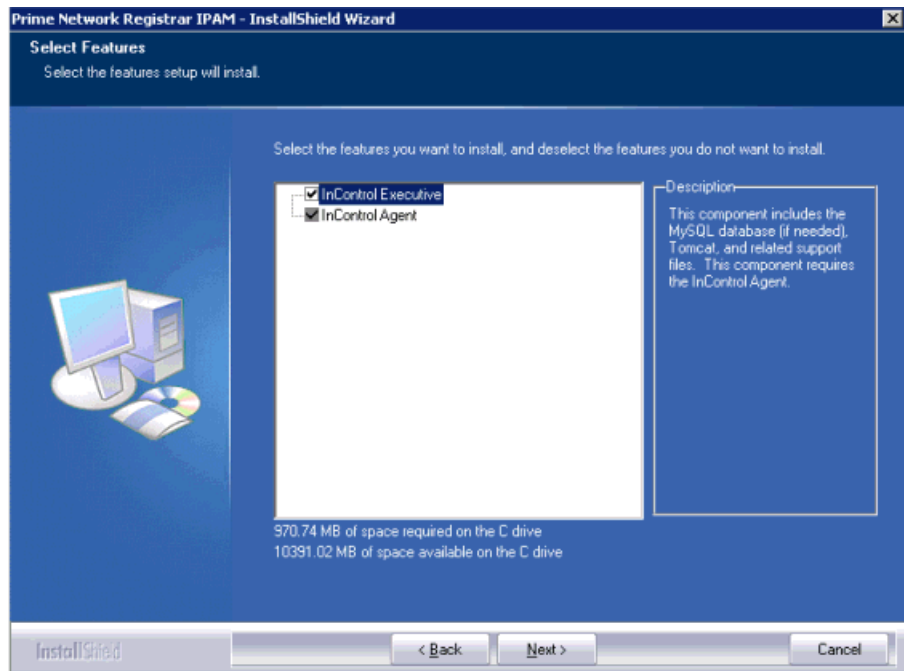 Prime Network Registrar IPAM - InstallShield Wizard
Select Features
Select the features setup will install.
Select the features you want to install, and deselect the features you do not want to install.
InControl Executive
InControl Agent
Description
This component includes the
MySQL database (if needed),
Tomcat, and related support
files. This component requires
the InControl Agent.
970.74 MB of space required on the C drive
10391.02 MB of space available on the C drive
InstallShield
< Back
Next >
Cancel